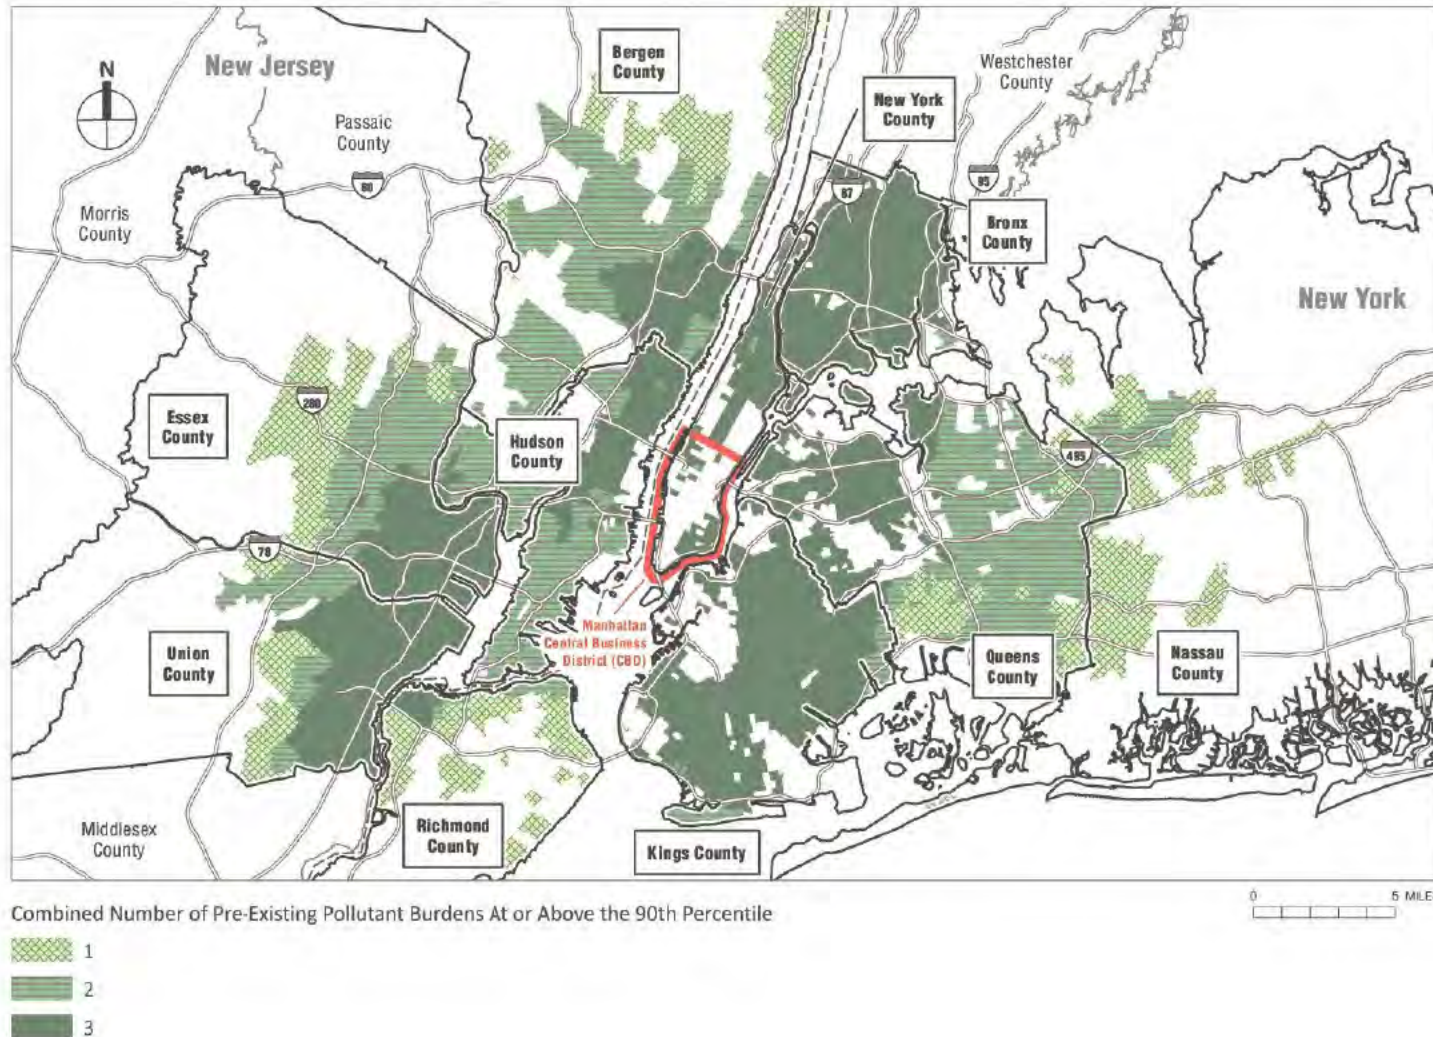 N
New Jersey
Bergen
County
Westchester
County
New York
County
Passaic
County
80
87
95
Morris
County
Bronx
County
New York
280
Essex
County
Hudson
County
495
78
Manhattan
Central Business
District (CBD)
Union
County
Queens
County
Nassau
County
Richmond
County
Middlesex
County
Kings County
0 5 MILE
Combined Number of Pre-Existing Pollutant Burdens At or Above the 90th Percentile
1
2
3